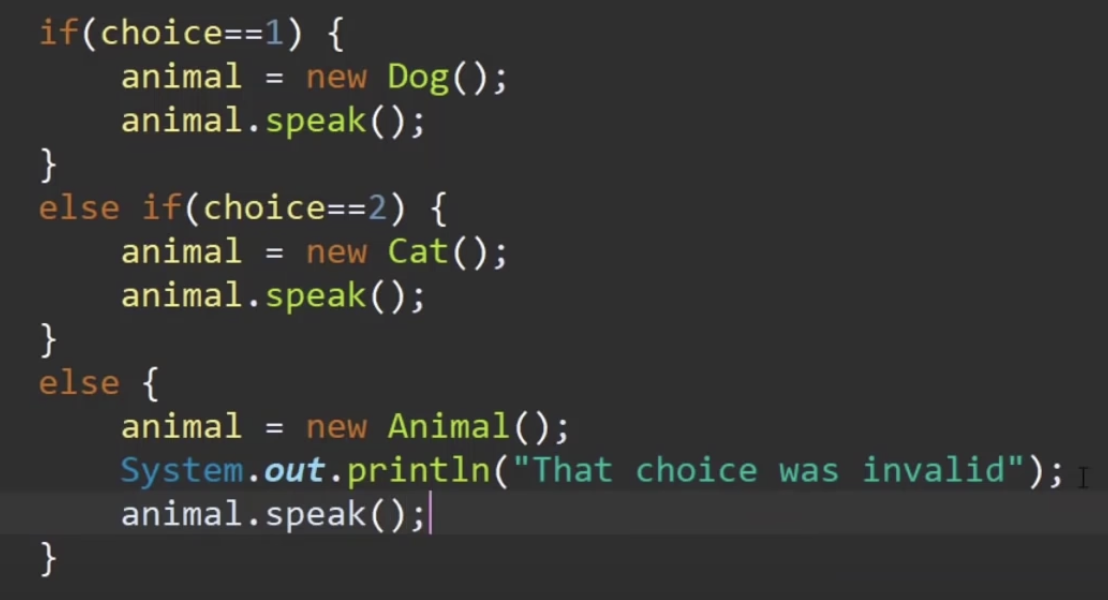 if(choice==1) {
    animal = new Dog();
    animal.speak();
}
else if(choice==2) {
    animal = new Cat();
    animal.speak();
}
else {
    animal = new Animal();
    System.out.println("That choice was invalid");
    animal.speak();
}